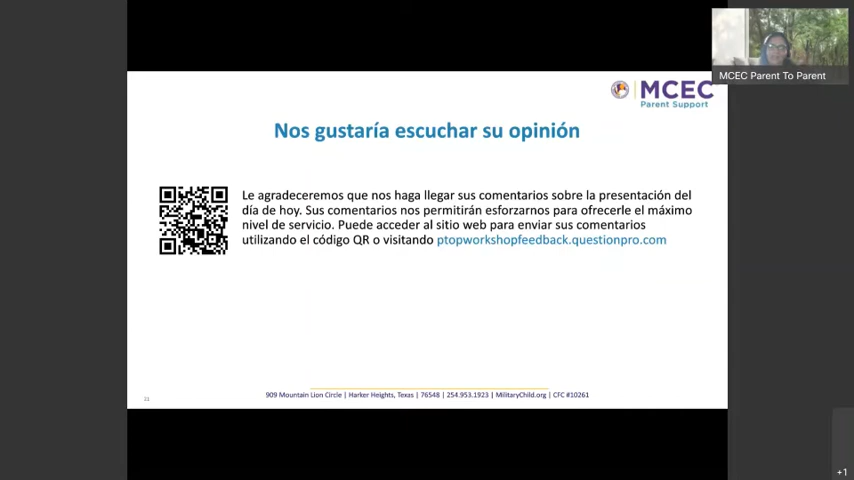 MCEC
Parent Support
MCEC Parent To Parent
Nos gustaría escuchar su opinión
Le agradeceremos que nos haga llegar sus comentarios sobre la presentación del
día de hoy. Sus comentarios nos permitirán esforzarnos para ofrecerle el máximo
nivel de servicio. Puede acceder al sitio web para enviar sus comentarios
utilizando el código QR o visitando ptopworkshopfeedback.questionpro.com
909 Mountain Lion Circle | Harker Heights, Texas | 76548 | 254.953.1923 | MilitaryChild.org | CFC #10261
+1